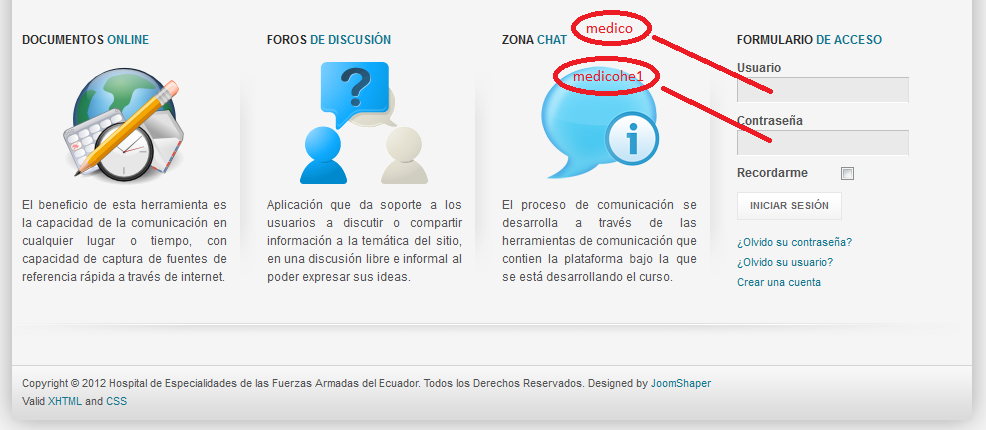 DOCUMENTOS ONLINE
El beneficio de esta herramienta es
la capacidad de la comunicación en
cualquier lugar o tiempo, con
capacidad de captura de fuentes de
referencia rápida a través de internet.
FOROS DE DISCUSIÓN
?
Aplicación que da soporte a los
usuarios a discutir o compartir
información a la temática del sitio,
en una discusión libre e informal al
poder expresar sus ideas.
ZONA CHAT
medico
medicohe1
i
El proceso de comunicación se
desarrolla a través de las
herramientas de comunicación que
contien la plataforma bajo la que
se está desarrollando el curso.
FORMULARIO DE ACCESO
Usuario
Contraseña
Recordarme
INICIAR SESIÓN
¿Olvido su contraseña?
¿Olvido su usuario?
Crear una cuenta
Copyright © 2012 Hospital de Especialidades de las Fuerzas Armadas del Ecuador. Todos los Derechos Reservados. Designed by JoomShaper
Valid XHTML and CSS